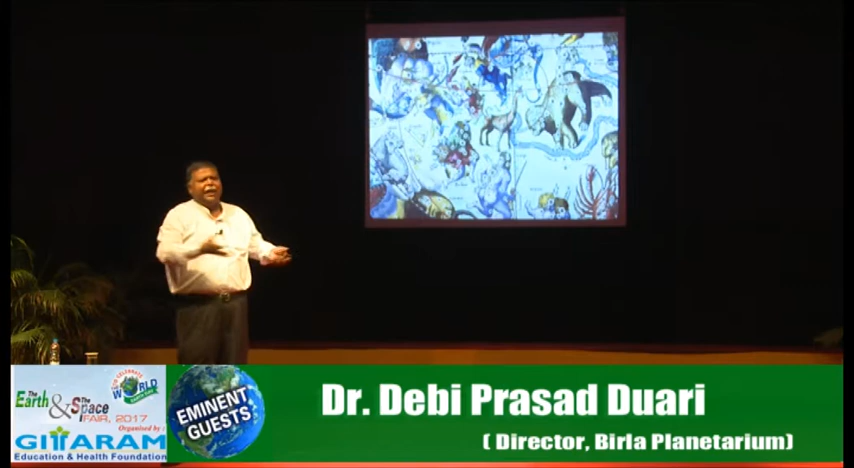 The Earth & The Space
FAIR, 2017
Organised by :
GITARAM
Education & Health Foundation
CELEBRATE
WORLD
EMINENT
GUESTS
Dr. Debi Prasad Duari
( Director, Birla Planetarium)